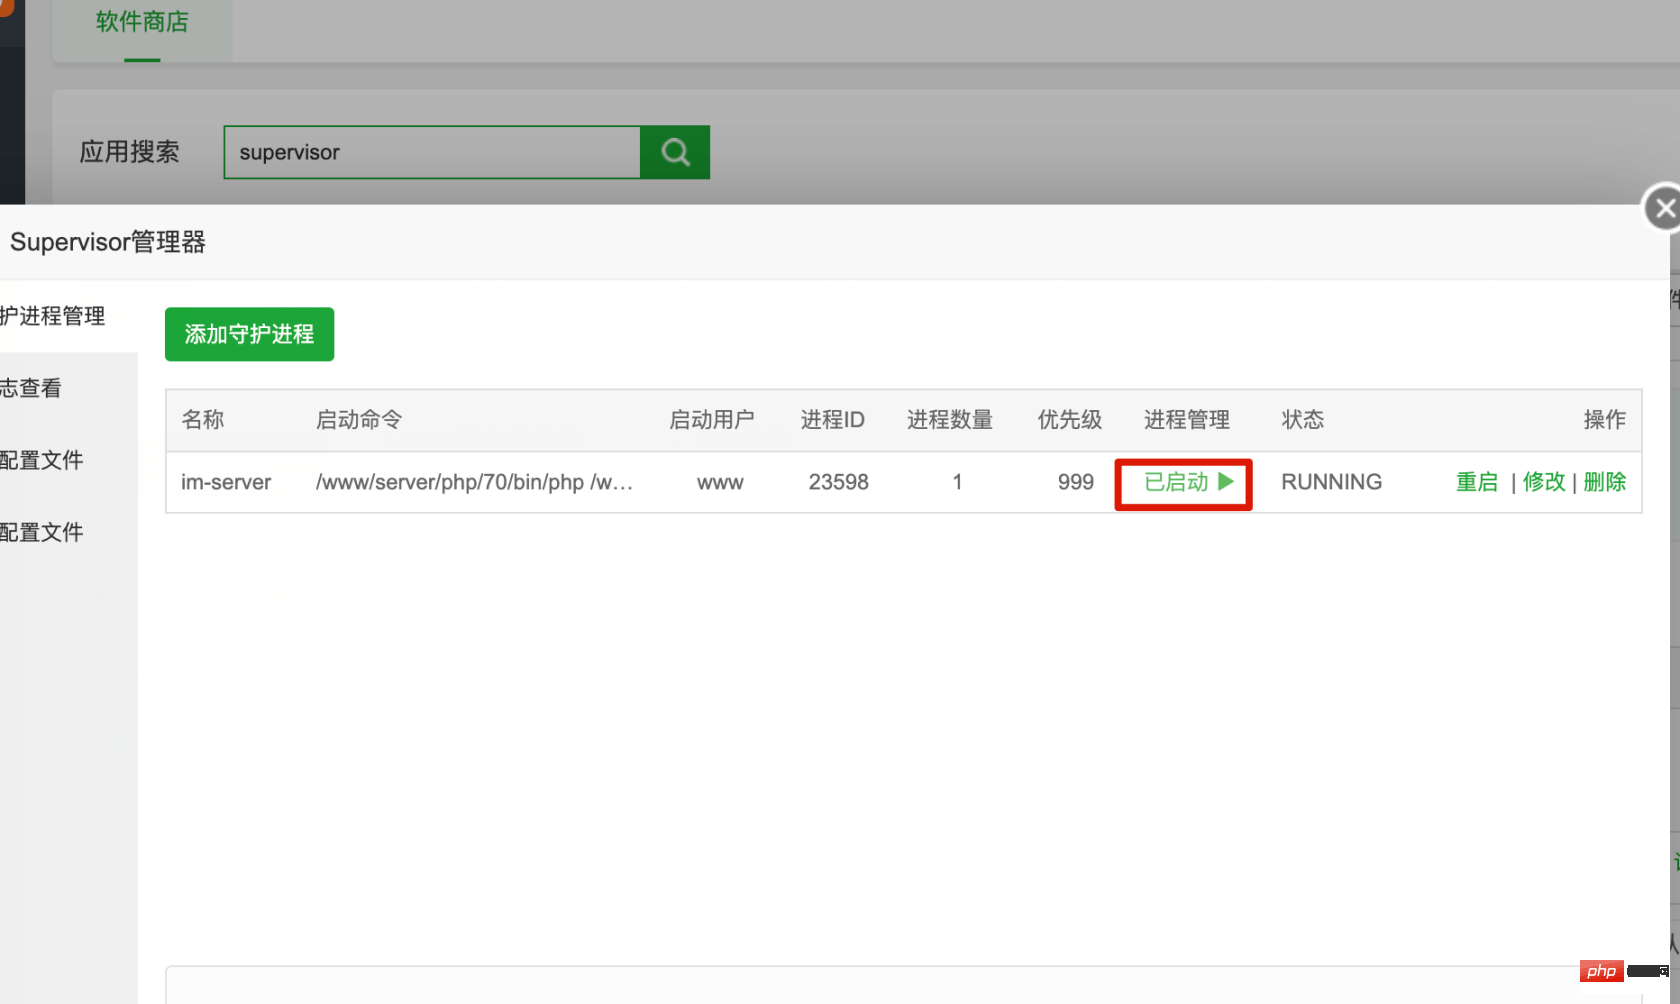 软件商店
应用搜索 supervisor
Supervisor管理器
护进程管理
志查看
配置文件
配置文件
添加守护进程
名称 启动命令 启动用户 进程ID 进程数量 优先级 进程管理 状态 操作
im-server /www/server/php/70/bin/php /w... www 23598 1 999 已启动 RUNNING 重启 | 修改 | 删除
件
php